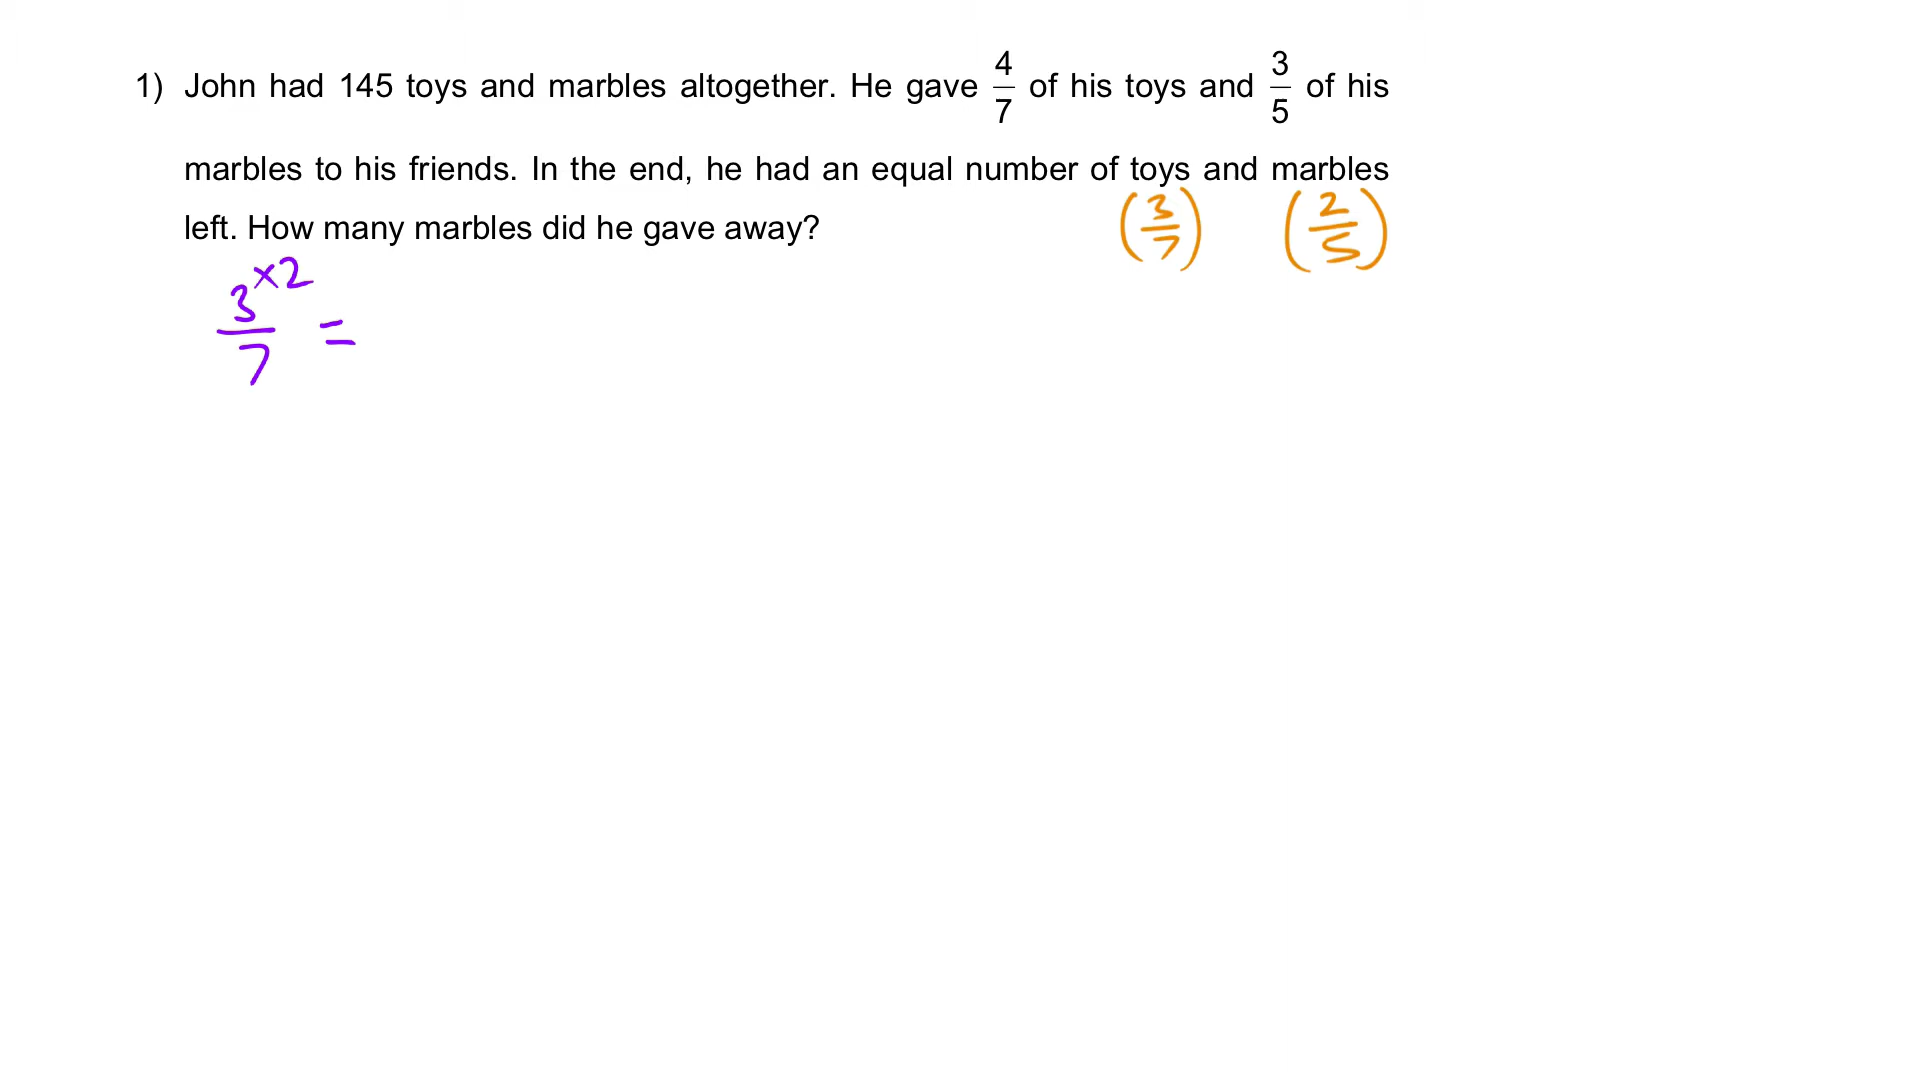 1) John had 145 toys and marbles altogether. He gave 4/7 of his toys and 3/5 of his
marbles to his friends. In the end, he had an equal number of toys and marbles
left. How many marbles did he gave away? (3/7) (2/5)
3×2/7 =